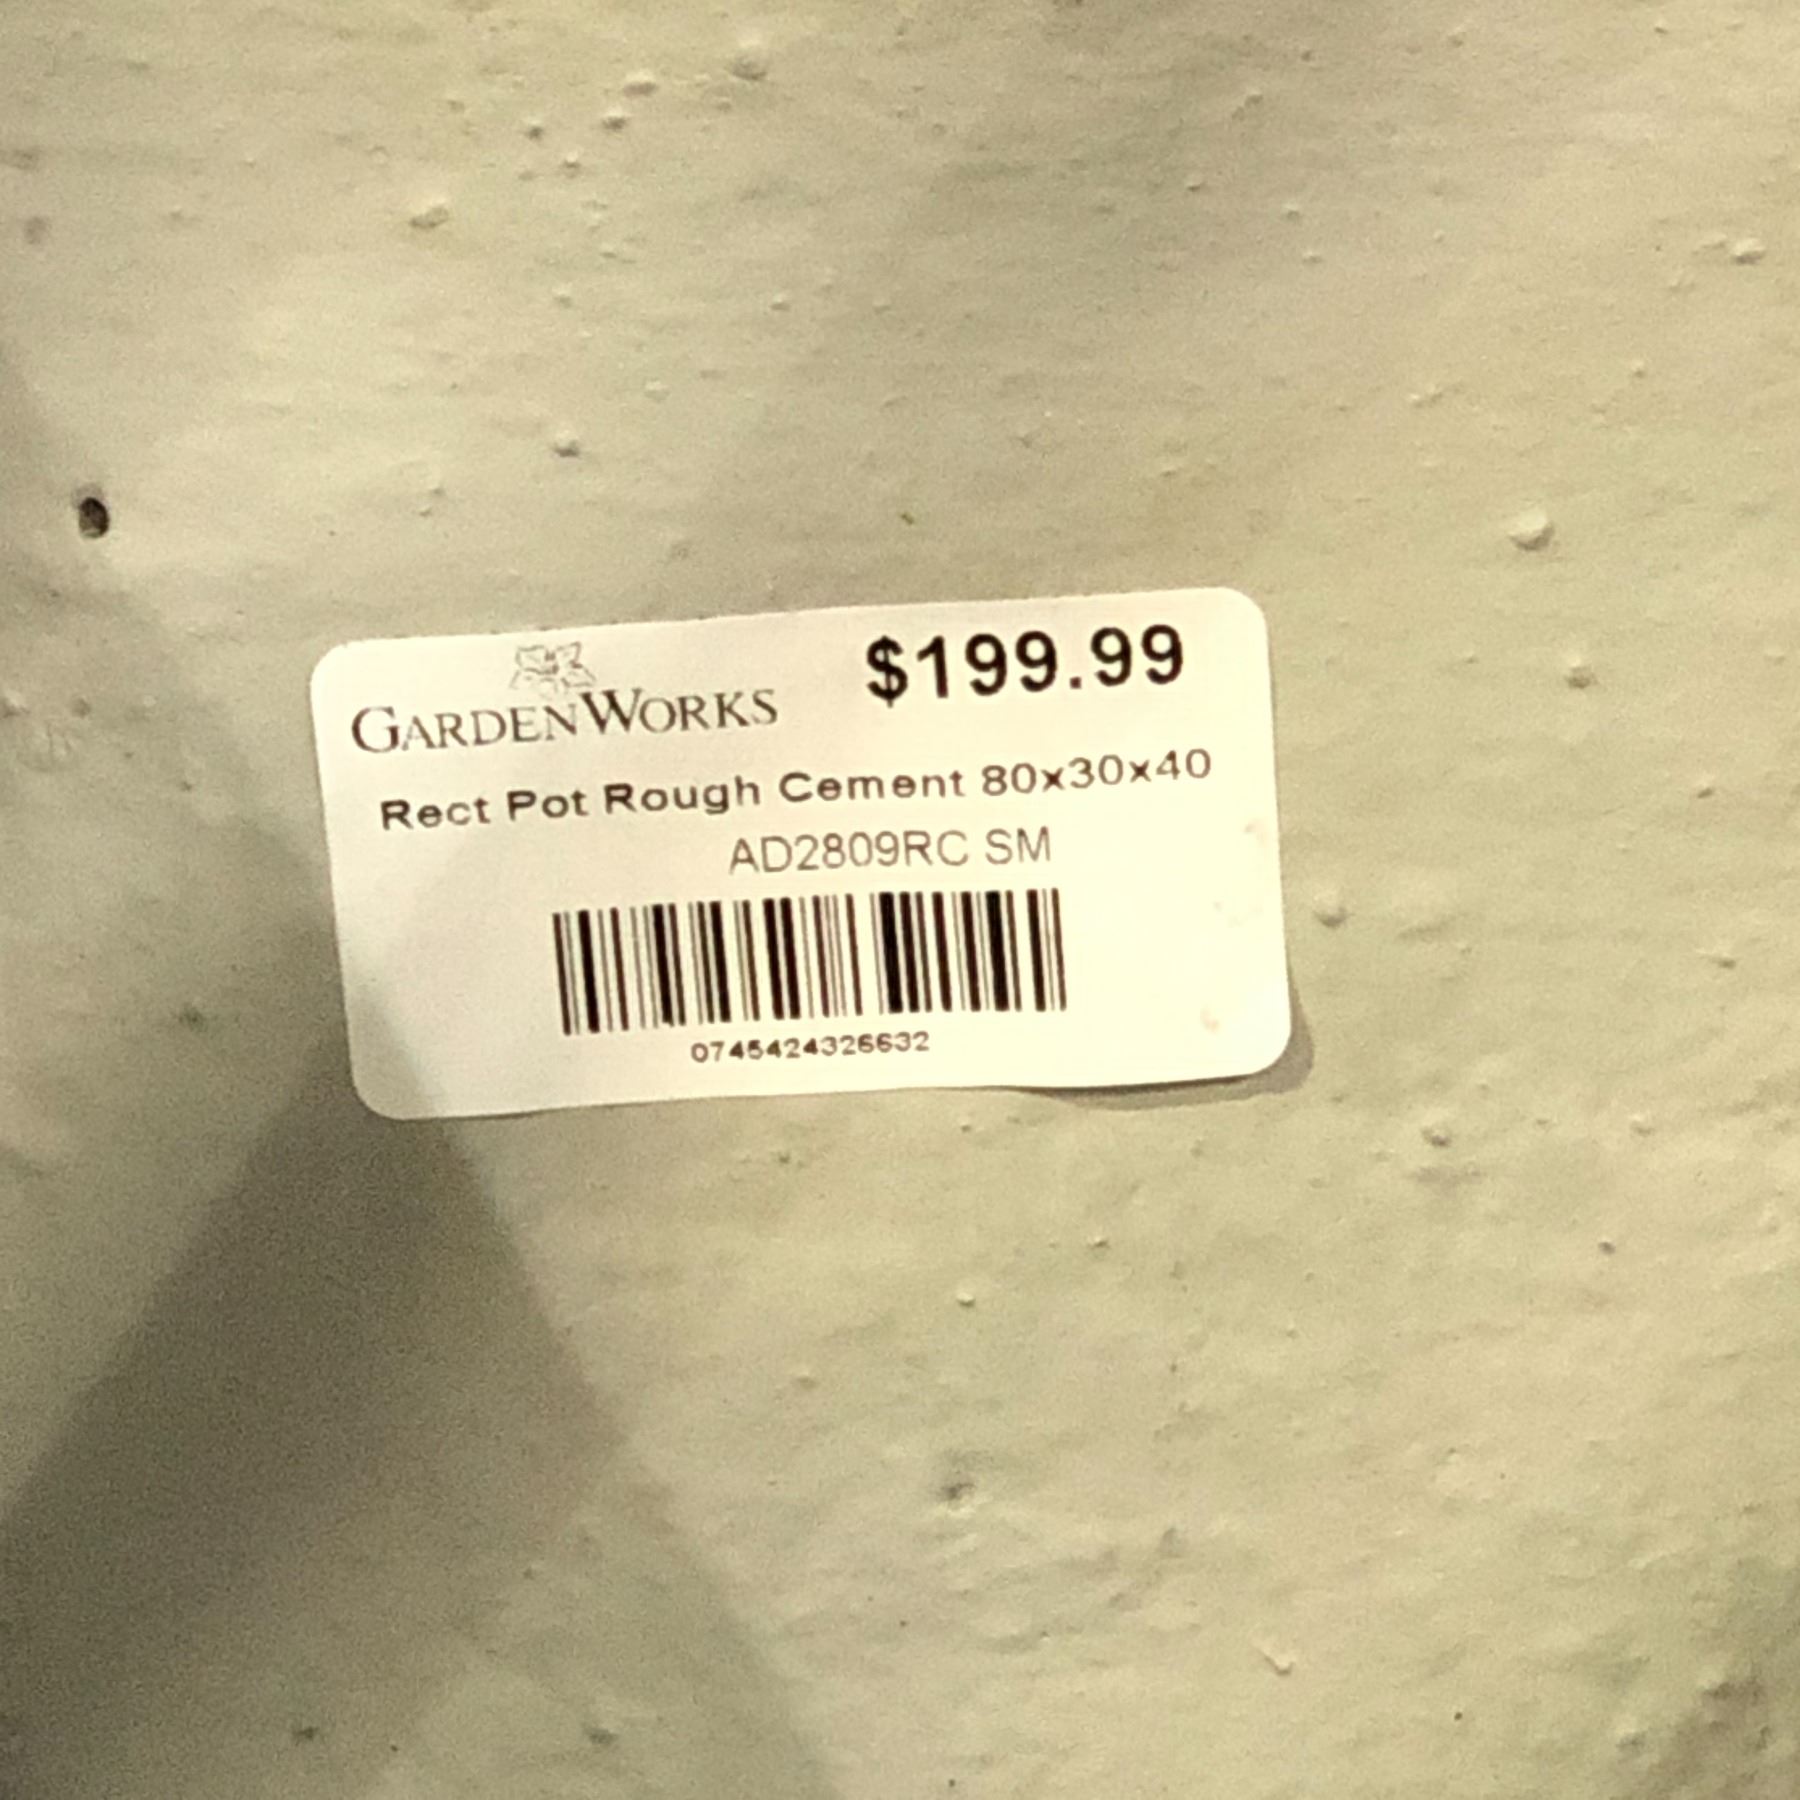 GARDENWORKS
$199.99
Rect Pot Rough Cement 80x30x40
AD2809RC SM
0745424326632